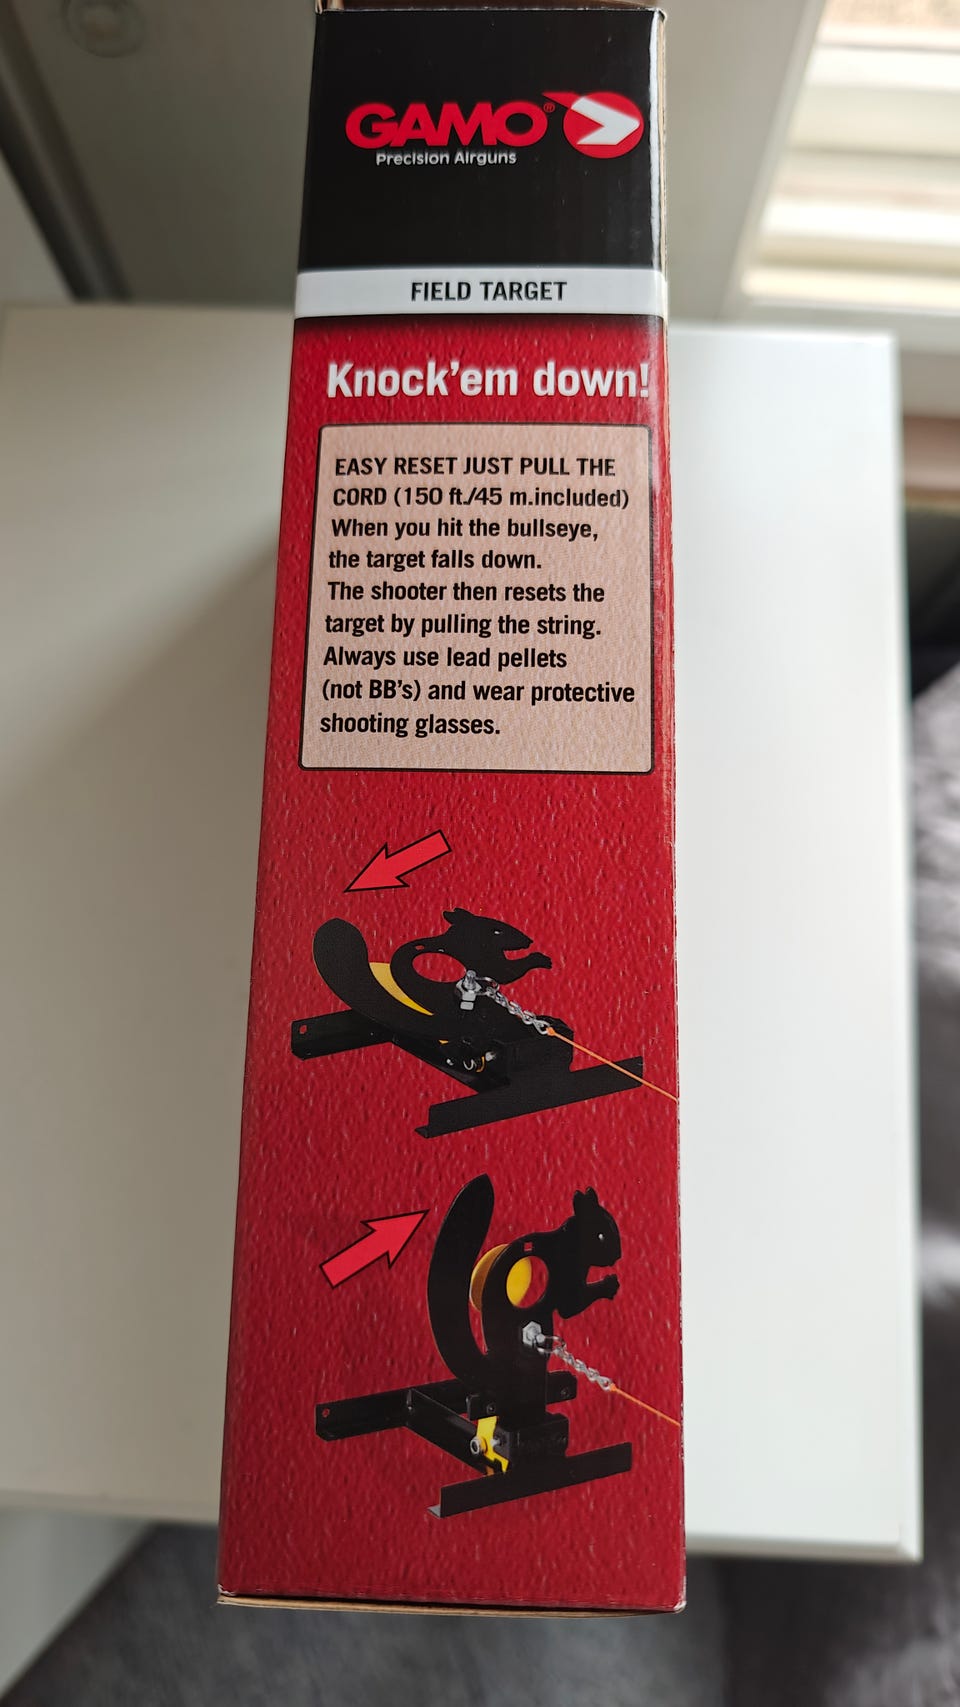 GAMO®
Precision Airguns
FIELD TARGET
Knock'em down!
EASY RESET JUST PULL THE
CORD (150 ft./45 m.included)
When you hit the bullseye,
the target falls down.
The shooter then resets the
target by pulling the string.
Always use lead pellets
(not BB's) and wear protective
shooting glasses.